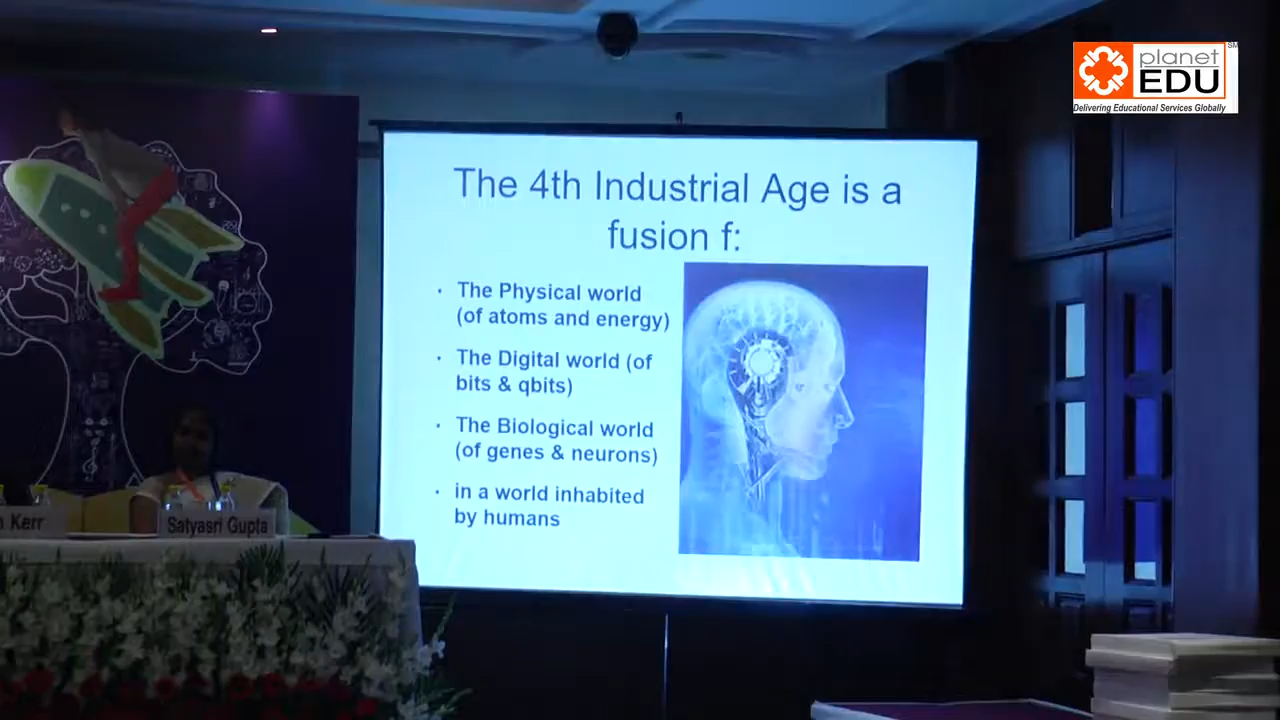 planet
SM
EDU
Delivering Educational Services Globally
The 4th Industrial Age is a
fusion f:
· The Physical world
(of atoms and energy)
· The Digital world (of
bits & qbits)
· The Biological world
(of genes & neurons)
· in a world inhabited
by humans
Kerr
Satyasri Gupta